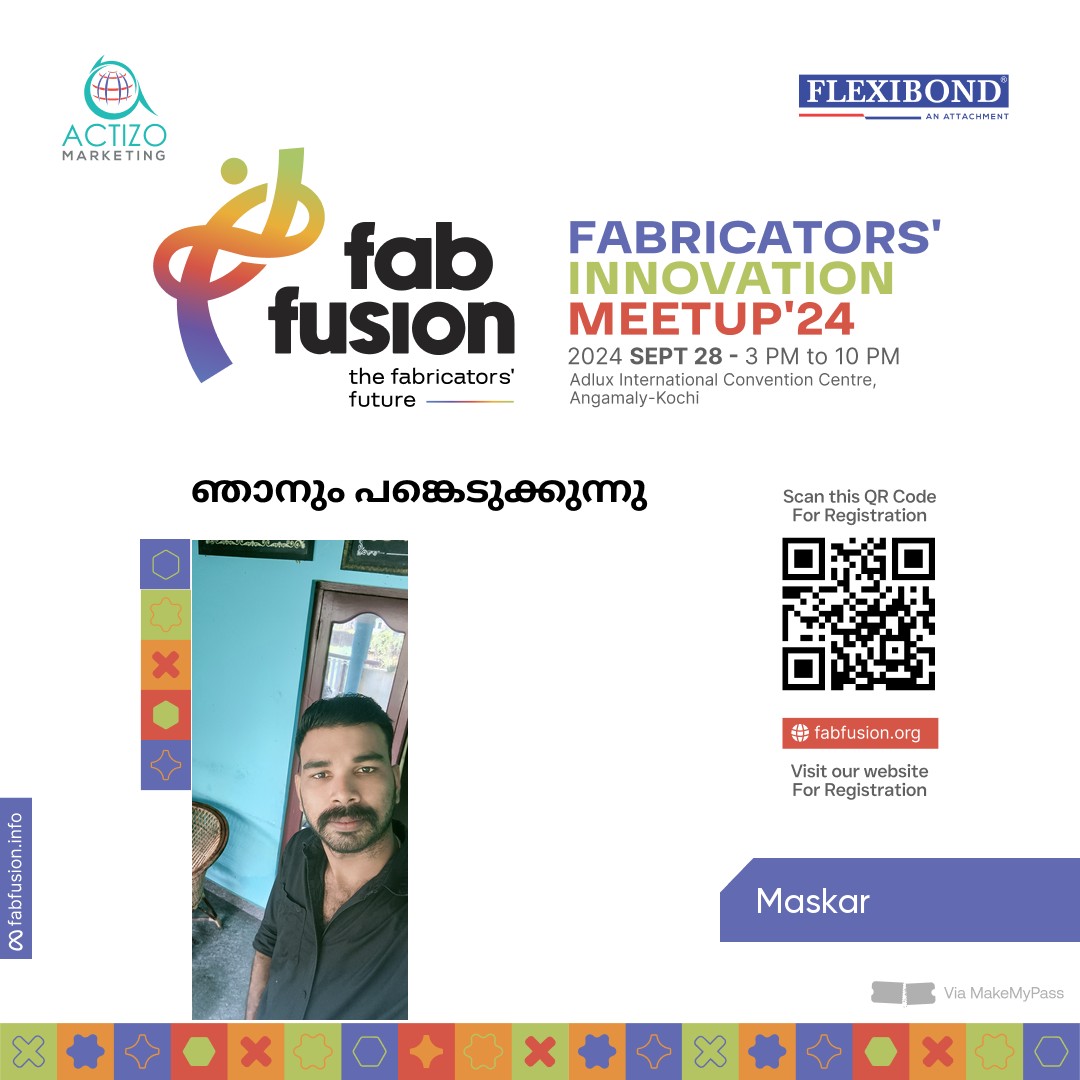 ACTIZO
MARKETING
FLEXIBOND®
AN ATTACHMENT
fab
fusion
the fabricators'
future
FABRICATORS'
INNOVATION
MEETUP'24
2024 SEPT 28 - 3 PM to 10 PM
Adlux International Convention Centre,
Angamaly-Kochi
ഞാനും പങ്കെടുക്കുന്നു
Scan this QR Code
For Registration
fabfusion.org
Visit our website
For Registration
fabfusion.info
Maskar
Via MakeMyPass